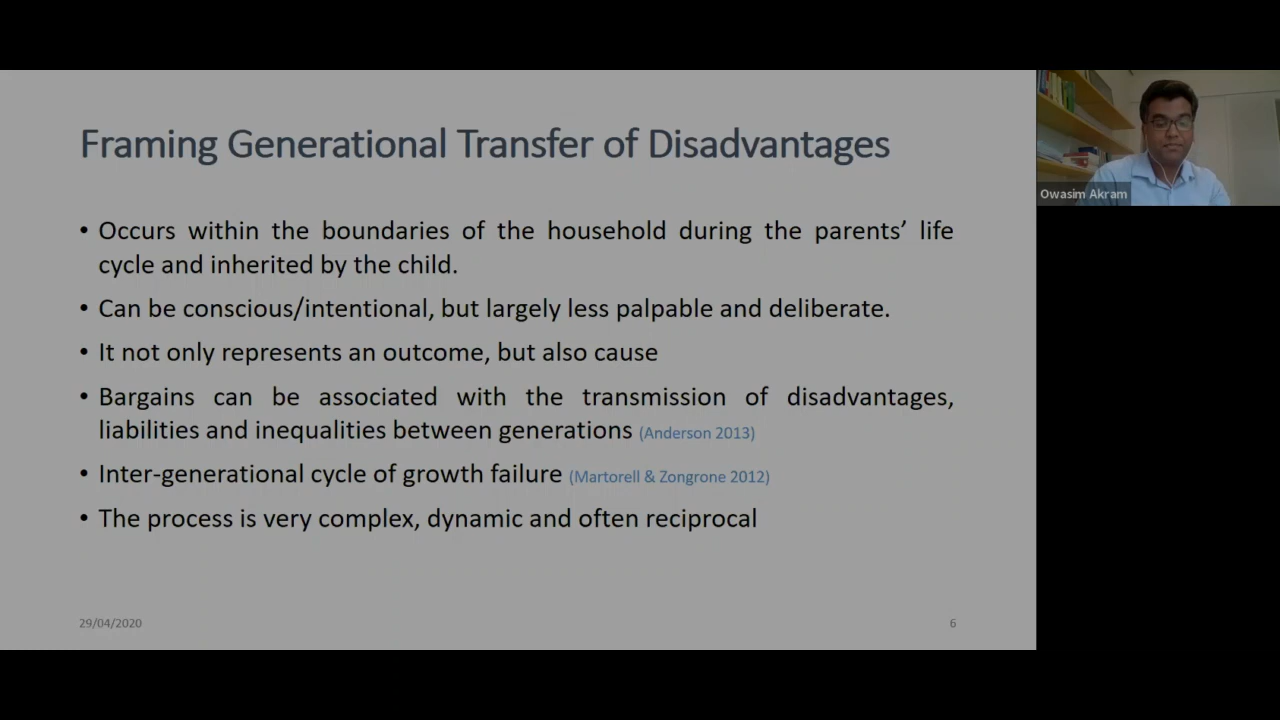 Framing Generational Transfer of Disadvantages
• Occurs within the boundaries of the household during the parents’ life
cycle and inherited by the child.
• Can be conscious/intentional, but largely less palpable and deliberate.
• It not only represents an outcome, but also cause
• Bargains can be associated with the transmission of disadvantages,
liabilities and inequalities between generations (Anderson 2013)
• Inter-generational cycle of growth failure (Martorell & Zongrone 2012)
• The process is very complex, dynamic and often reciprocal
29/04/2020
6
Owasim Akram